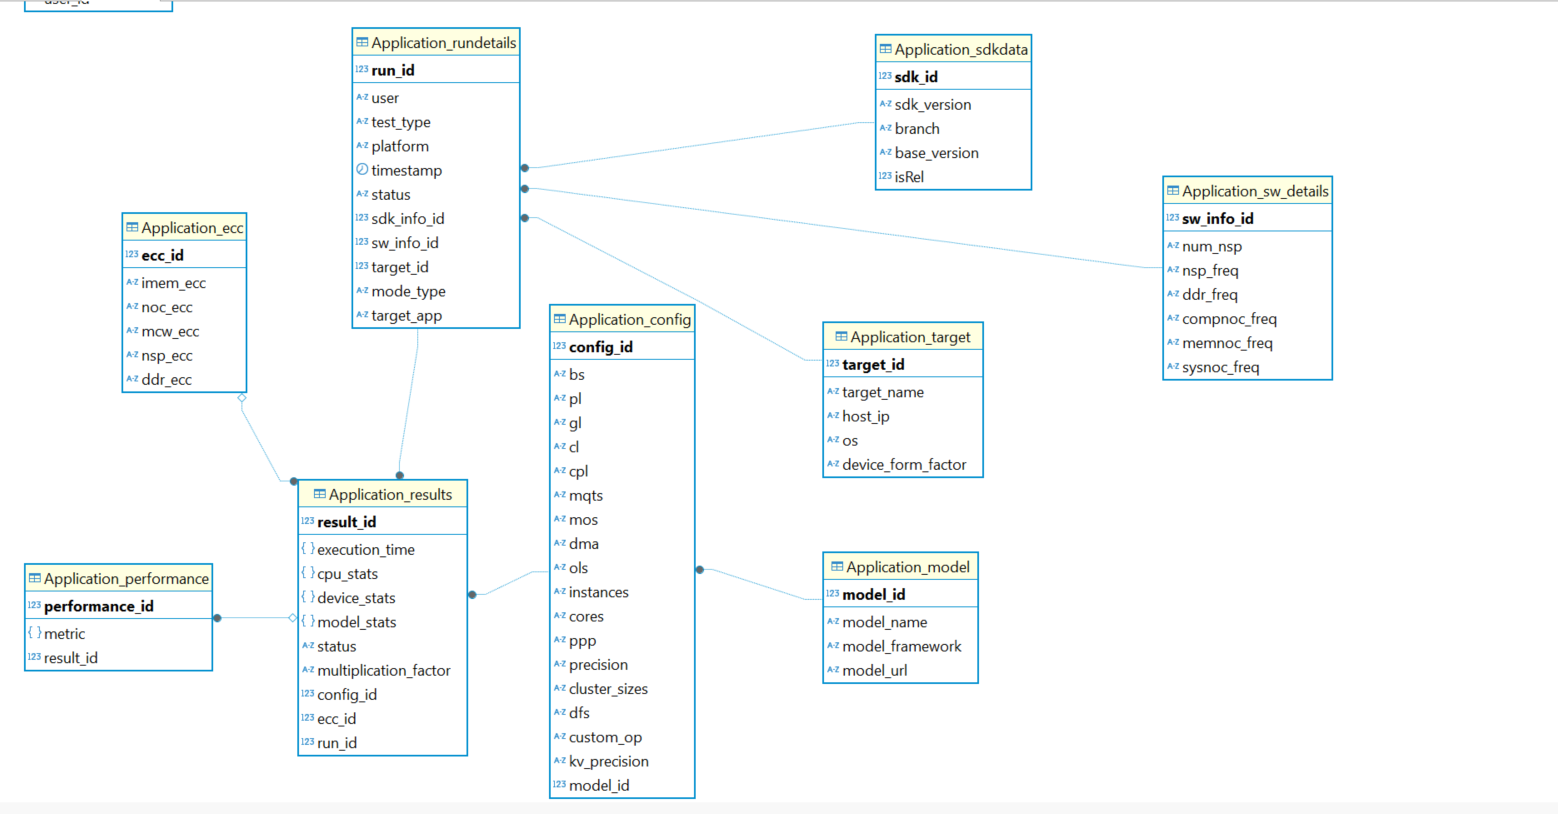 user_id
Application_rundetails
123 run_id
A-Z user
A-Z test_type
A-Z platform
timestamp
A-Z status
123 sdk_info_id
123 sw_info_id
123 target_id
A-Z mode_type
A-Z target_app
Application_sdkdata
123 sdk_id
A-Z sdk_version
A-Z branch
A-Z base_version
123 isRel
Application_sw_details
123 sw_info_id
A-Z num_nsp
A-Z nsp_freq
A-Z ddr_freq
A-Z compnoc_freq
A-Z memnoc_freq
A-Z sysnoc_freq
Application_ecc
123 ecc_id
A-Z imem_ecc
A-Z noc_ecc
A-Z mcw_ecc
A-Z nsp_ecc
A-Z ddr_ecc
Application_config
123 config_id
A-Z bs
A-Z pl
A-Z gl
A-Z cl
A-Z cpl
A-Z mqts
A-Z mos
A-Z dma
A-Z ols
A-Z instances
A-Z cores
A-Z ppp
A-Z precision
A-Z cluster_sizes
A-Z dfs
A-Z custom_op
A-Z kv_precision
123 model_id
Application_target
123 target_id
A-Z target_name
A-Z host_ip
A-Z os
A-Z device_form_factor
Application_results
123 result_id
{ } execution_time
{ } cpu_stats
{ } device_stats
{ } model_stats
A-Z status
A-Z multiplication_factor
123 config_id
123 ecc_id
123 run_id
Application_performance
123 performance_id
{ } metric
123 result_id
Application_model
123 model_id
A-Z model_name
A-Z model_framework
A-Z model_url